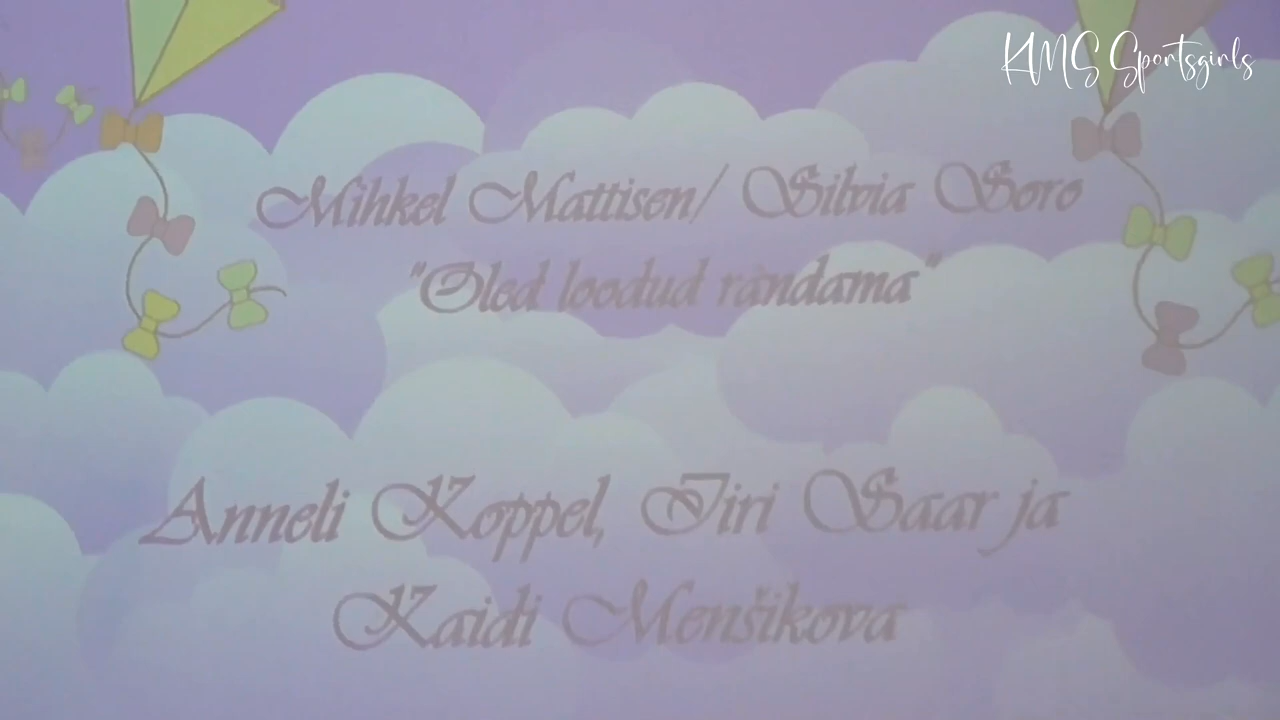 KMS Sportsgirls
Mihkel Mattisen/ Silvia Soro
"Oled loodud rändama"
Anneli Koppel, Iiri Saar ja
Kaidi Menšikova